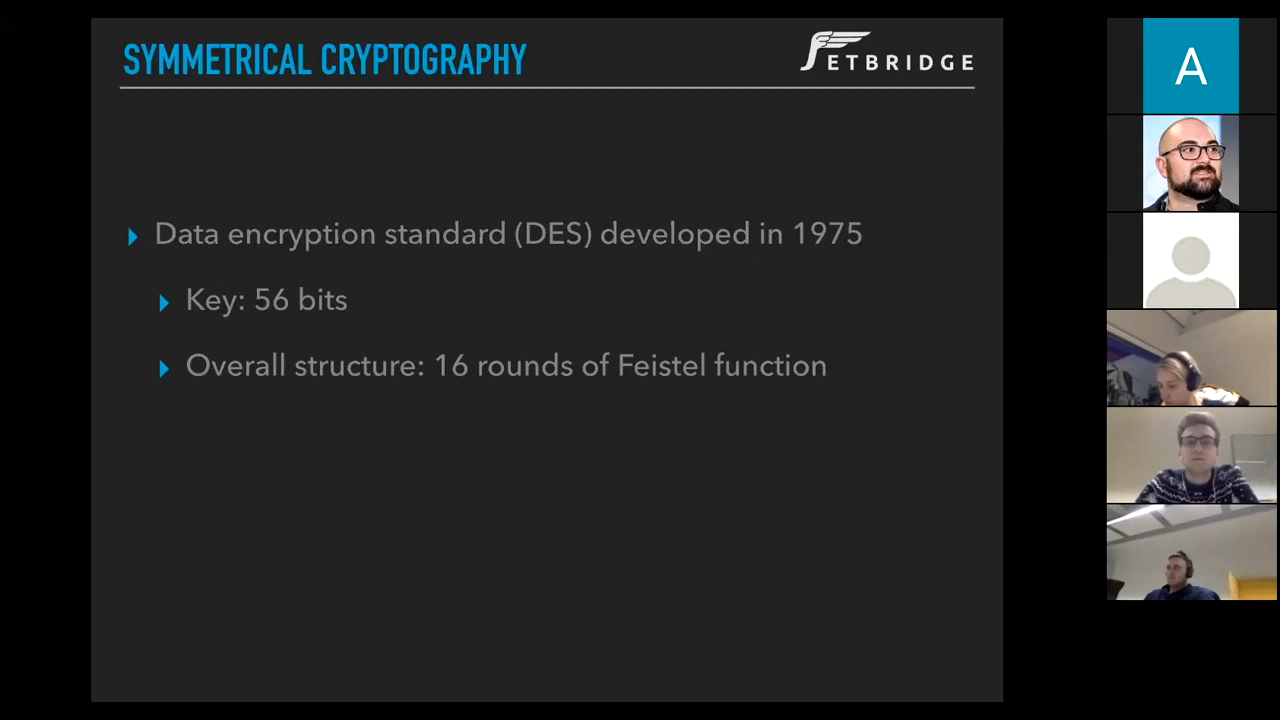 SYMMETRICAL CRYPTOGRAPHY
JETBRIDGE
Data encryption standard (DES) developed in 1975
Key: 56 bits
Overall structure: 16 rounds of Feistel function
A